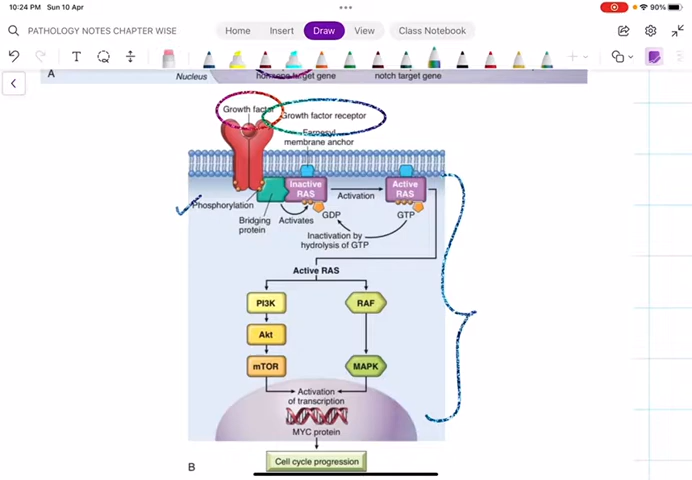 10:24 PM Sun 10 Apr
90%
PATHOLOGY NOTES CHAPTER WISE
Home Insert Draw View Class Notebook
A
Nucleus
hormone target gene
notch target gene
Growth factor
Growth factor receptor
Farnesyl
membrane anchor
Inactive
RAS
Activation
Active
RAS
Phosphorylation
Bridging
protein
Activates
GDP
GTP
Inactivation by
hydrolysis of GTP
Active RAS
PI3K
RAF
Akt
mTOR
MAPK
Activation
of transcription
MYC protein
Cell cycle progression
B